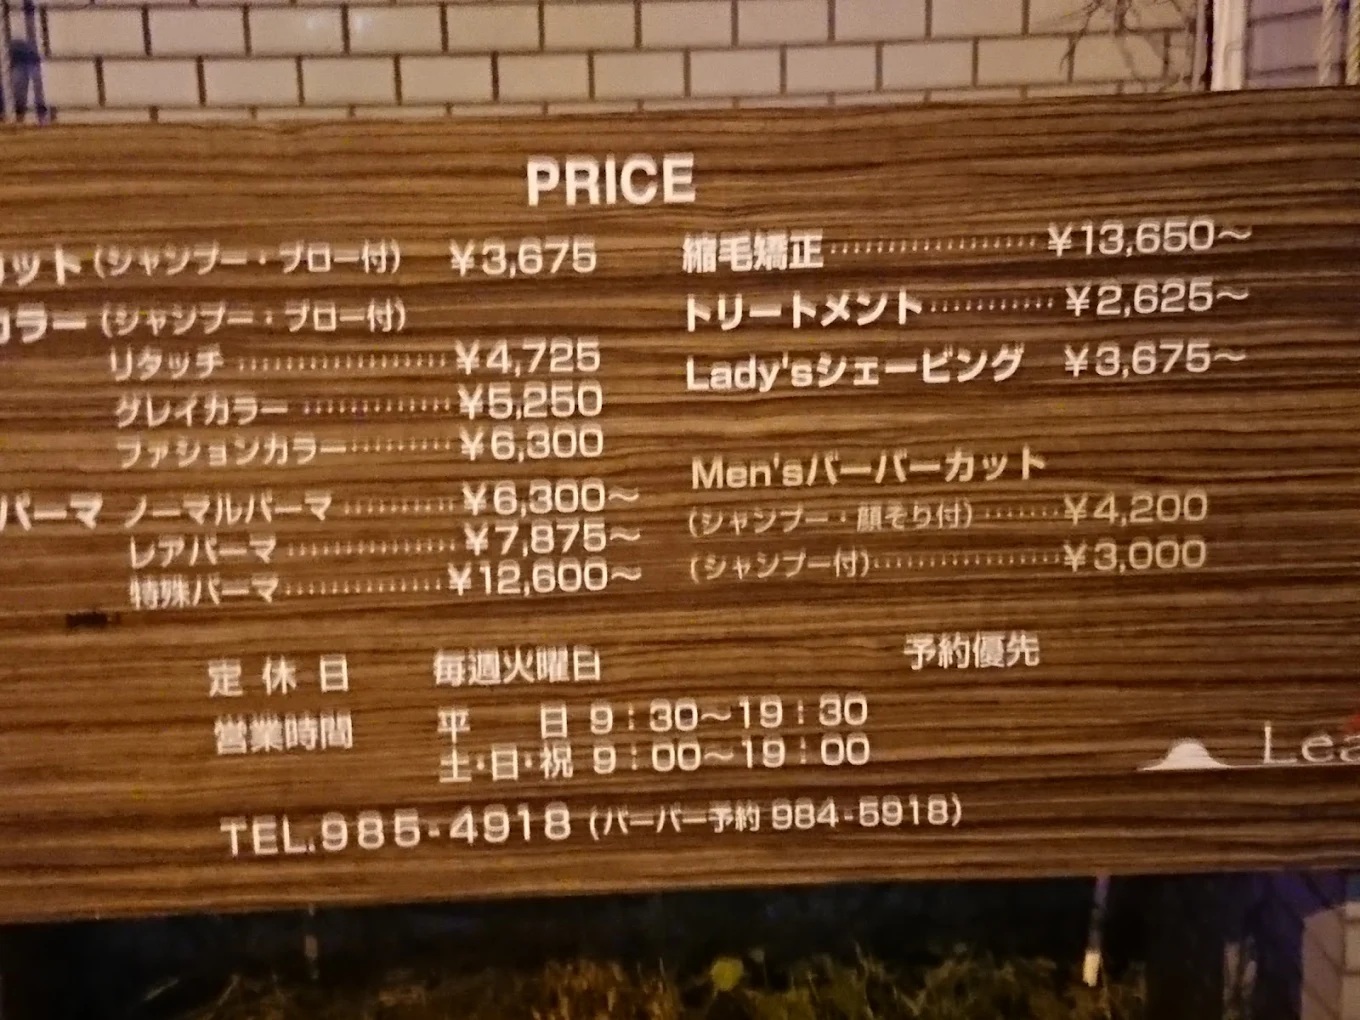 PRICE
カット (シャンプー・ブロー付) ¥3,675
カラー (シャンプー・ブロー付)
リタッチ ¥4,725
グレイカラー ¥5,250
ファションカラー ¥6,300
パーマ ノーマルパーマ ¥6,300～
レアパーマ ¥7,875～
特殊パーマ ¥12,600～
縮毛矯正 ¥13,650～
トリートメント ¥2,625～
Lady'sシェービング ¥3,675～
Men'sバーバーカット
(シャンプー・顔そり付) ¥4,200
(シャンプー付) ¥3,000
定休日 毎週火曜日 予約優先
営業時間 平 日 9:30～19:30
土・日・祝 9:00～19:00
TEL.985-4918 (バーバー予約 984-5918)
Lea